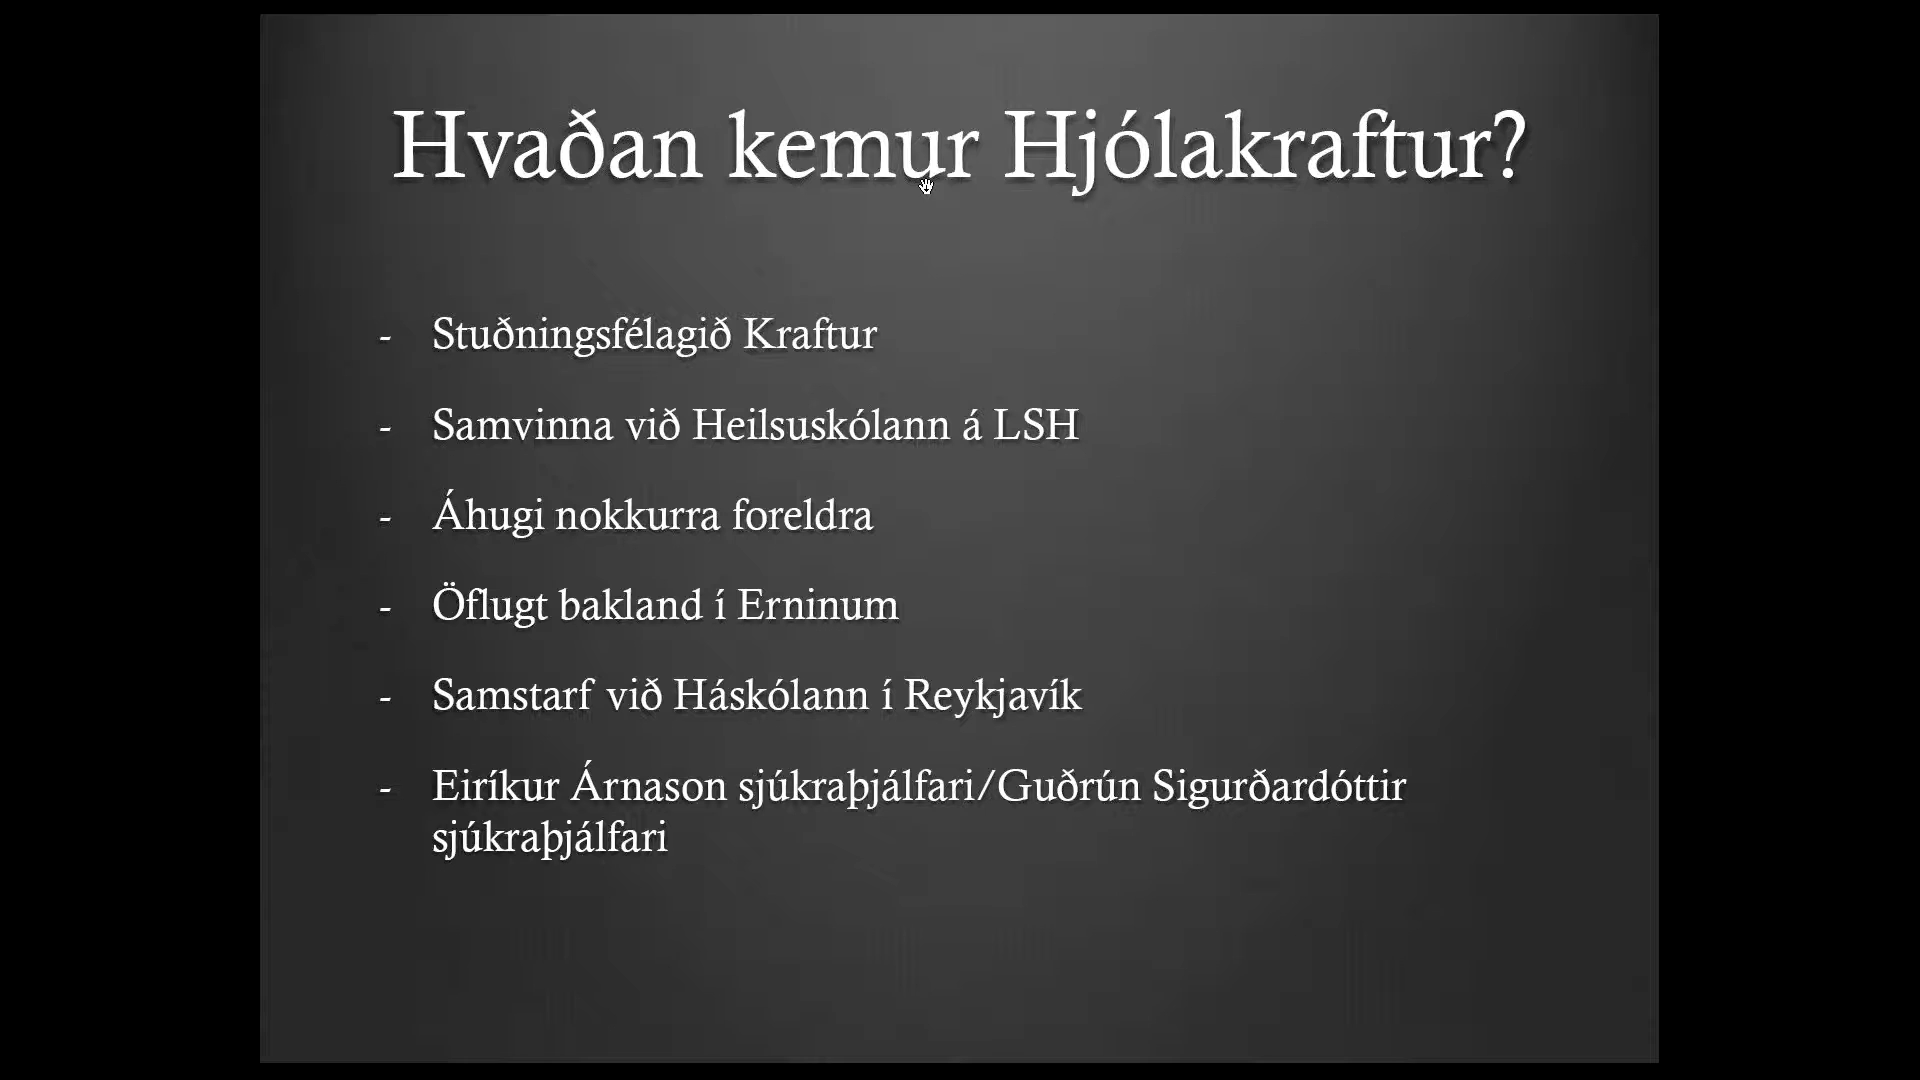 Hvaðan kemur Hjólakraftur?
- Stuðningsfélagið Kraftur
- Samvinna við Heilsuskólann á LSH
- Áhugi nokkurra foreldra
- Öflugt bakland í Erninum
- Samstarf við Háskólann í Reykjavík
- Eiríkur Árnason sjúkraþjálfari/Guðrún Sigurðardóttir
sjúkraþjálfari